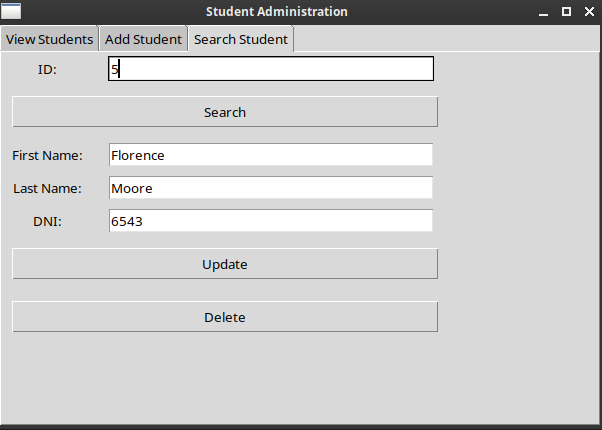 Student Administration
View Students Add Student Search Student
ID: 5
Search
First Name: Florence
Last Name: Moore
DNI: 6543
Update
Delete